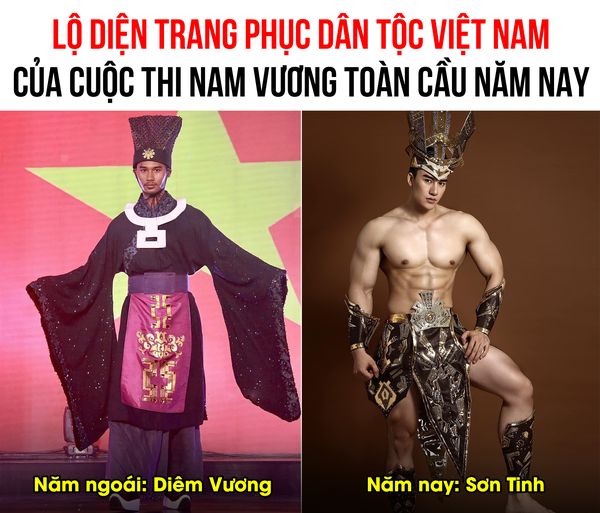 LỘ DIỆN TRANG PHỤC DÂN TỘC VIỆT NAM
CỦA CUỘC THI NAM VƯƠNG TOÀN CẦU NĂM NAY
Năm ngoái: Diêm Vương
Năm nay: Sơn Tinh